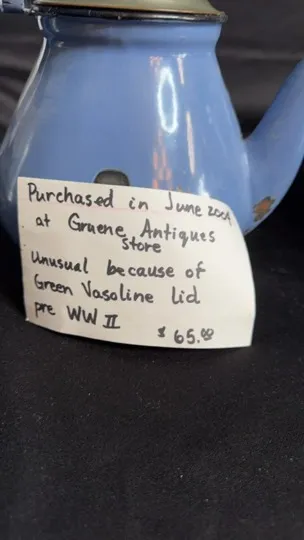 Purchased in June 2004
at Gruene Antiques
Store
Unusual because of
Green Vasoline lid
pre WW II
$65.00